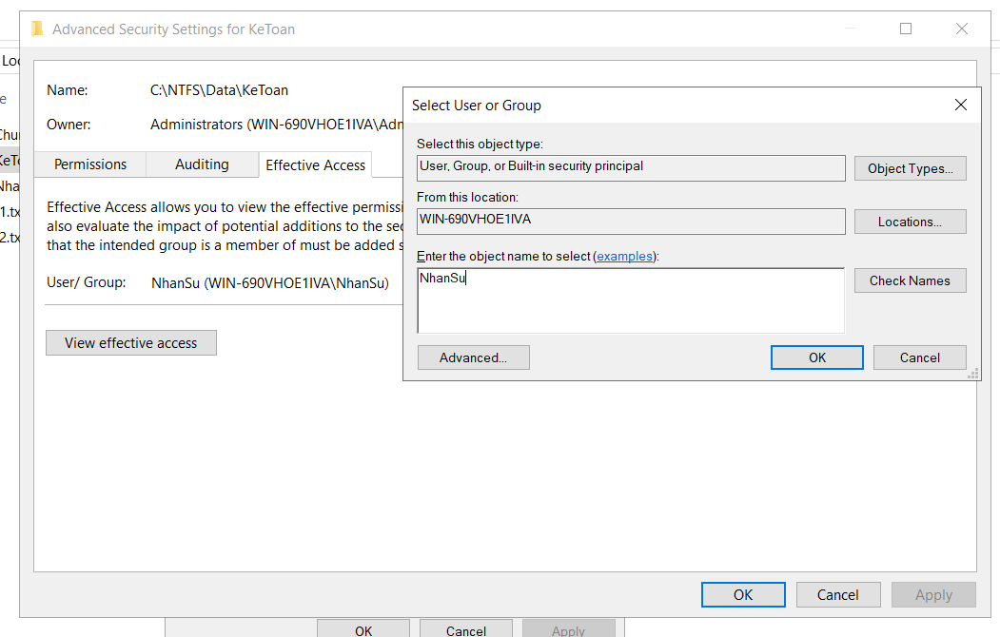 Advanced Security Settings for KeToan
Loc
e
Chun
KeTo
Nha
1.tx
2.tx
Name:
C:\NTFS\Data\KeToan
Owner:
Administrators (WIN-690VHOE1IVA\Adm
Permissions
Auditing
Effective Access
Effective Access allows you to view the effective permissi
also evaluate the impact of potential additions to the sec
that the intended group is a member of must be added s
User/ Group:
NhanSu (WIN-690VHOE1IVA\NhanSu)
View effective access
Select User or Group
Select this object type:
User, Group, or Built-in security principal
Object Types...
From this location:
WIN-690VHOE1IVA
Locations...
Enter the object name to select (examples):
NhanSu
Check Names
Advanced...
OK
Cancel
OK
Cancel
Apply
OK
Cancel
Apply